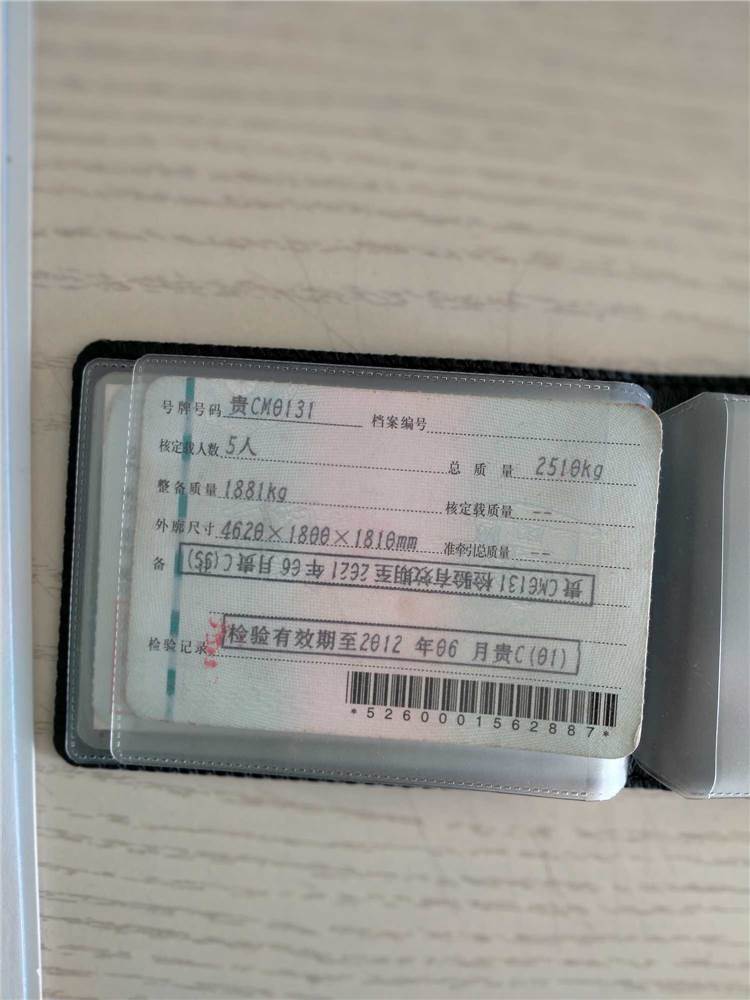 号牌号码 贵CM0131 档案编号
核定载人数 5人 总质量 2510kg
整备质量 1881kg 核定载质量 --
外廓尺寸 4620×1800×1810mm 准牵引总质量 --
备
贵CM0131 检验有效期至2021 年06 月贵C(95)
检验记录 检验有效期至2012 年06 月贵C(01)
*5260001562887*